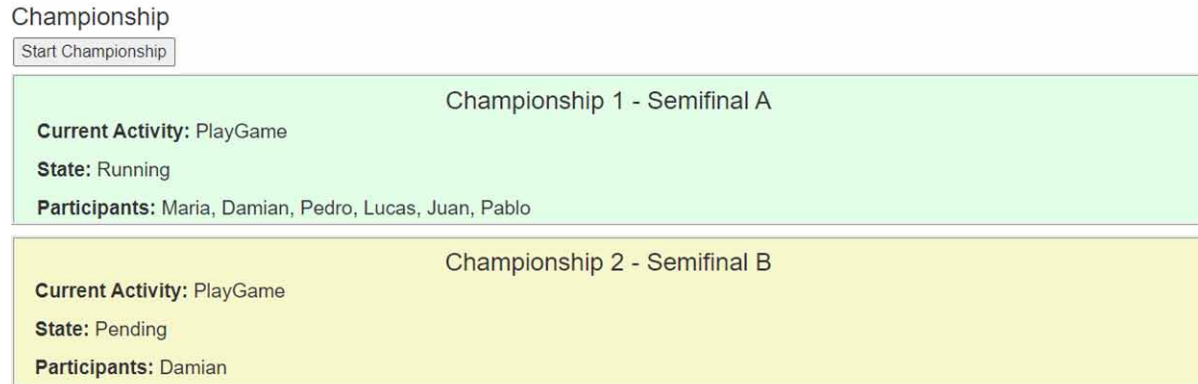 Championship
Start Championship
Championship 1 - Semifinal A
Current Activity: PlayGame
State: Running
Participants: Maria, Damian, Pedro, Lucas, Juan, Pablo
Championship 2 - Semifinal B
Current Activity: PlayGame
State: Pending
Participants: Damian